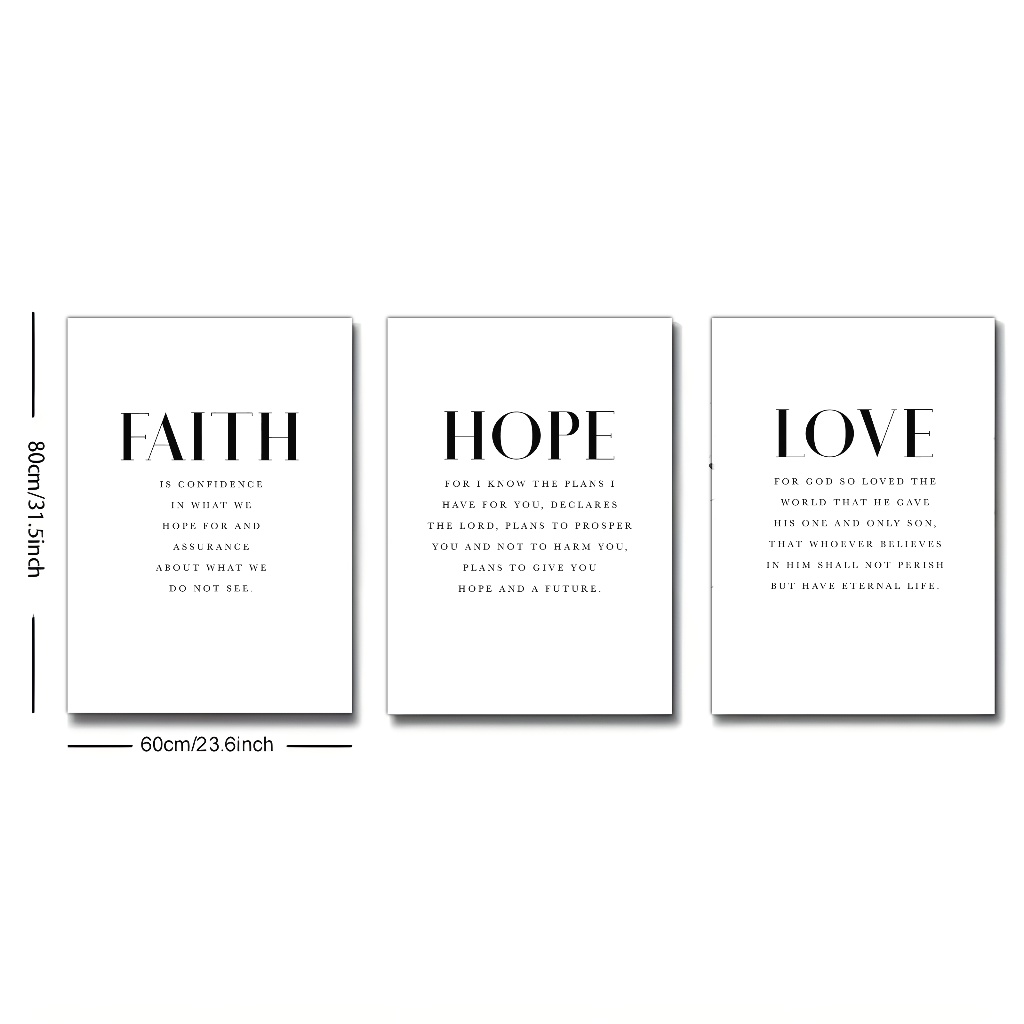 FAITH
IS CONFIDENCE
IN WHAT WE
HOPE FOR AND
ASSURANCE
ABOUT WHAT WE
DO NOT SEE.
HOPE
FOR I KNOW THE PLANS I
HAVE FOR YOU, DECLARES
THE LORD, PLANS TO PROSPER
YOU AND NOT TO HARM YOU,
PLANS TO GIVE YOU
HOPE AND A FUTURE.
LOVE
FOR GOD SO LOVED THE
WORLD THAT HE GAVE
HIS ONE AND ONLY SON,
THAT WHOEVER BELIEVES
IN HIM SHALL NOT PERISH
BUT HAVE ETERNAL LIFE.
80cm/31.5inch
60cm/23.6inch